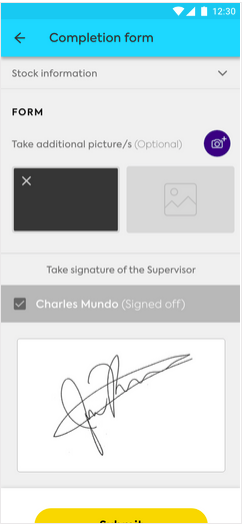 12:30
Completion form
Stock information
FORM
Take additional picture/s (Optional)
Take signature of the Supervisor
Charles Mundo (Signed off)